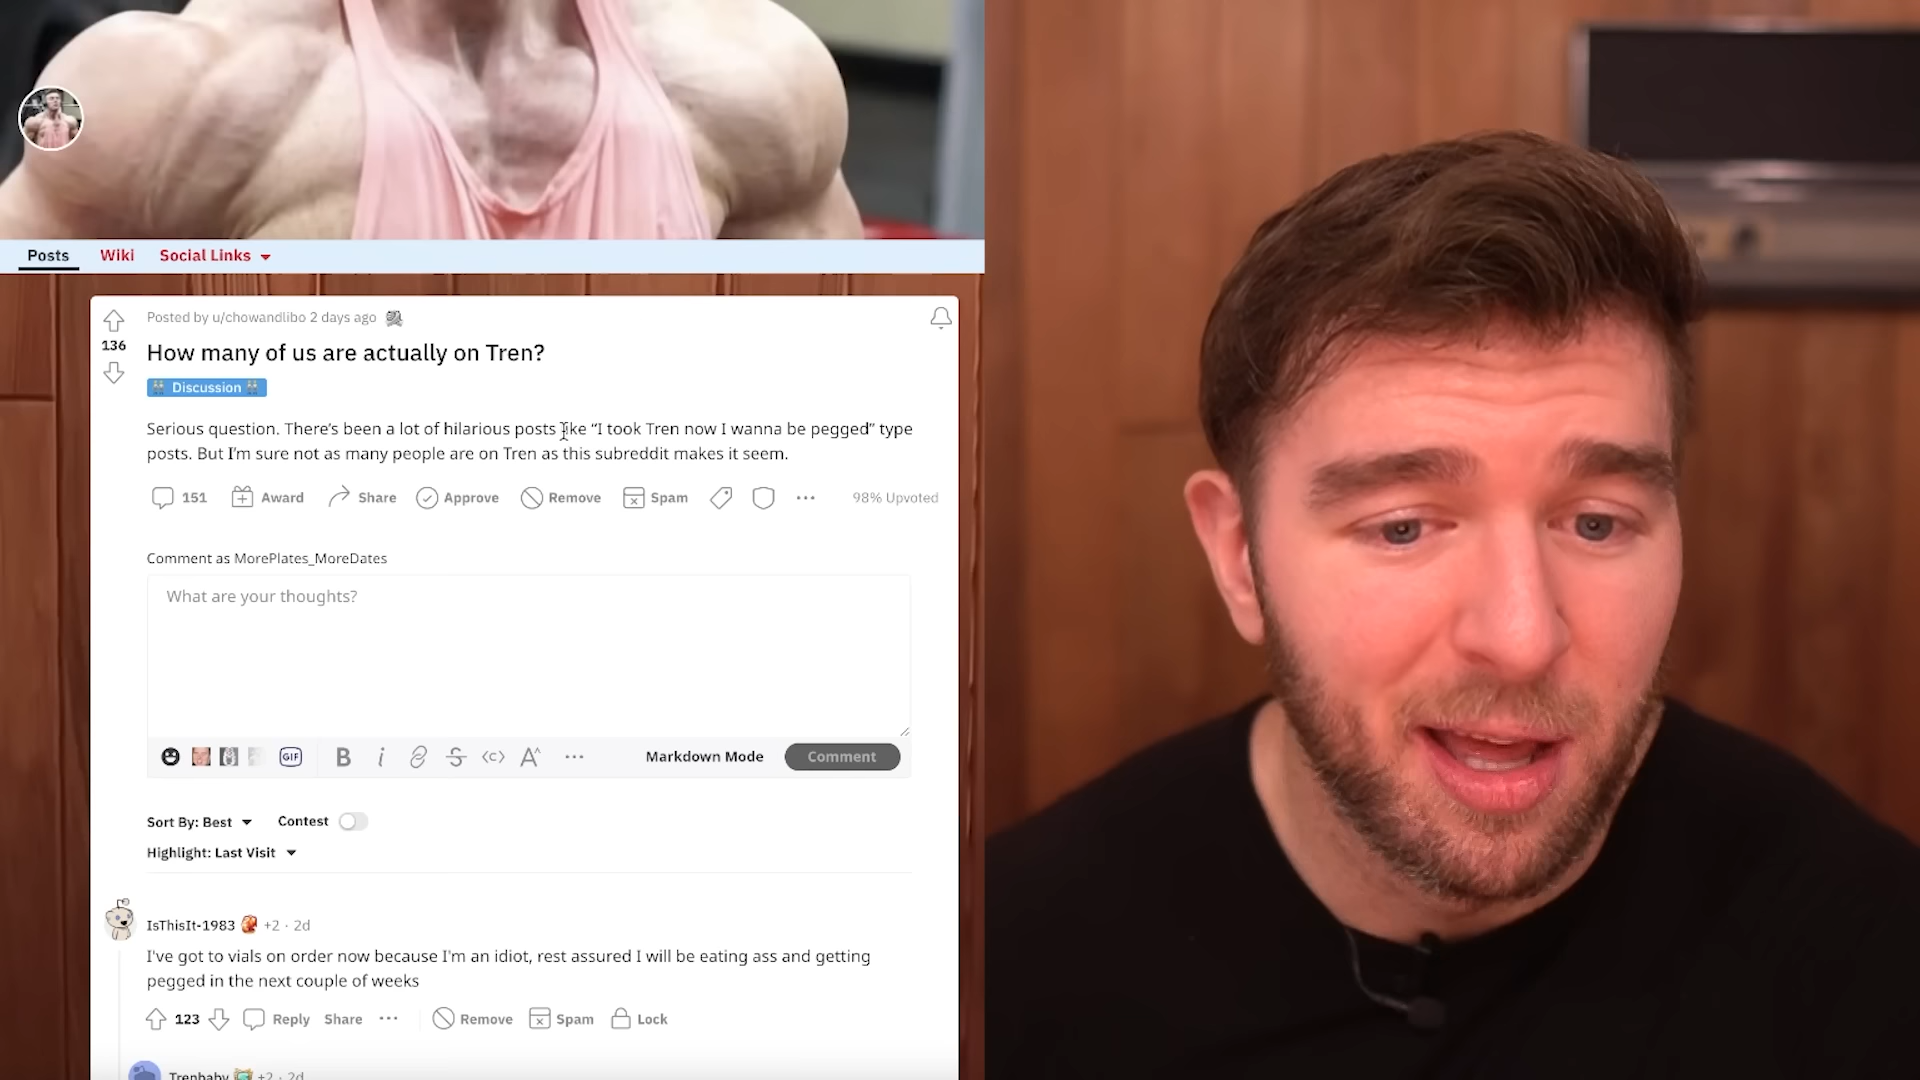 Posts Wiki Social Links
Posted by u/chowandlibo 2 days ago
136
How many of us are actually on Tren?
Discussion
Serious question. There's been a lot of hilarious posts like “I took Tren now I wanna be pegged” type
posts. But I'm sure not as many people are on Tren as this subreddit makes it seem.
151 Award Share Approve Remove Spam ··· 98% Upvoted
Comment as MorePlates_MoreDates
What are your thoughts?
GIF B i <c> A^ ··· Markdown Mode Comment
Sort By: Best Contest
Highlight: Last Visit
IsThisIt-1983 +2 · 2d
I've got to vials on order now because I'm an idiot, rest assured I will be eating ass and getting
pegged in the next couple of weeks
123 Reply Share ··· Remove Spam Lock
Trenbaby +2 · 2d